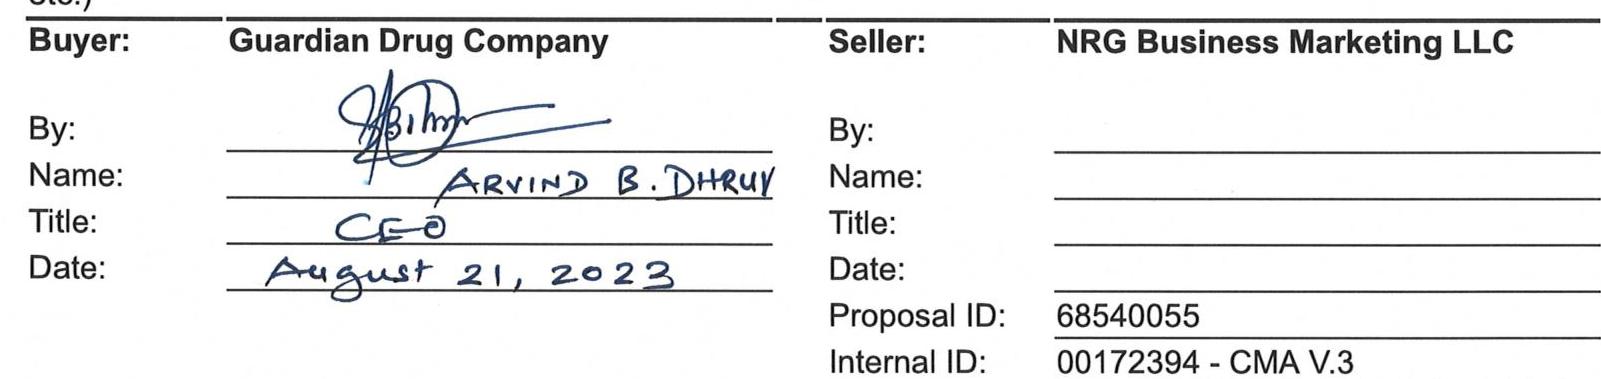 Buyer: Guardian Drug Company Seller: NRG Business Marketing LLC
By: By:
Name: ARVIND B. DHRUV Name:
Title: CEO Title:
Date: August 21, 2023 Date:
Proposal ID: 68540055
Internal ID: 00172394 - CMA V.3